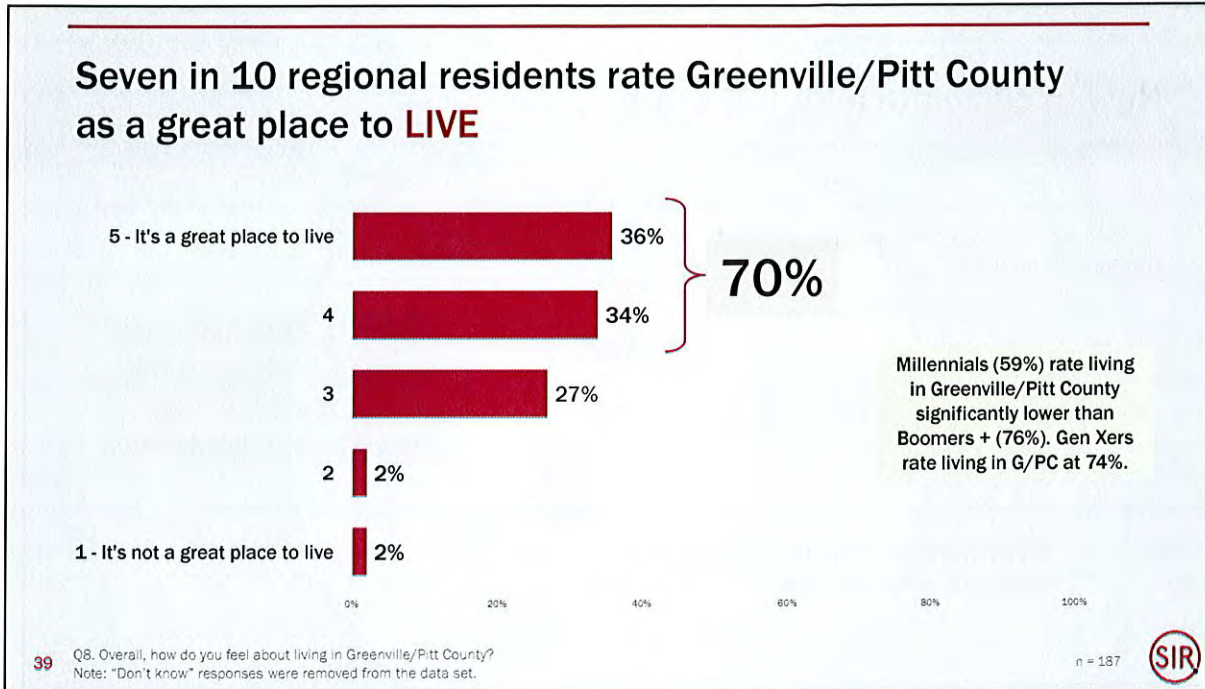 Seven in 10 regional residents rate Greenville/Pitt County
as a great place to LIVE
5 - It's a great place to live
36%
4
34%
70%
3
27%
2
2%
1 - It's not a great place to live
2%
Millennials (59%) rate living
in Greenville/Pitt County
significantly lower than
Boomers + (76%). Gen Xers
rate living in G/PC at 74%.
0% 20% 40% 60% 80% 100%
39
Q8. Overall, how do you feel about living in Greenville/Pitt County?
Note: "Don't know" responses were removed from the data set.
n = 187
SIR